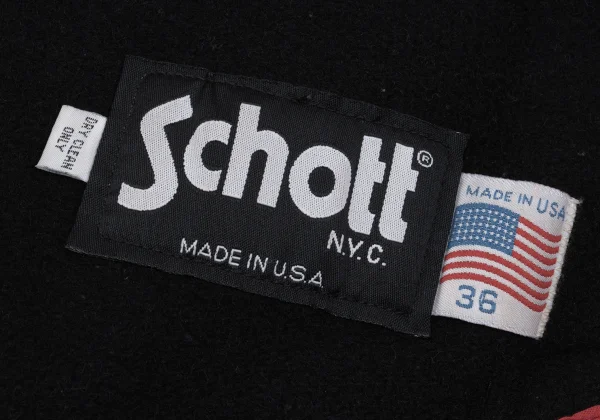 DRY CLEAN
ONLY
Schott®
N.Y.C.
MADE IN U.S.A
MADE IN USA
36